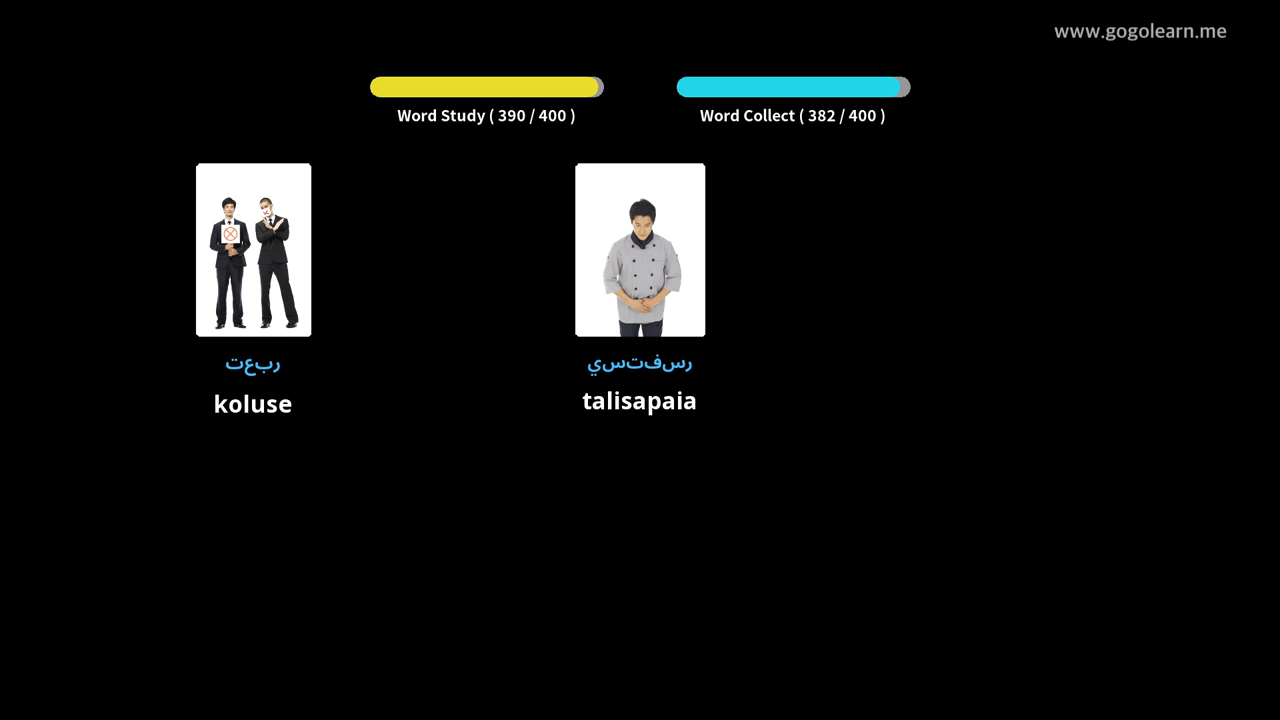 www.gogolearn.me
Word Study ( 390 / 400 )
Word Collect ( 382 / 400 )
ربعت
koluse
رسفتسي
talisapaia